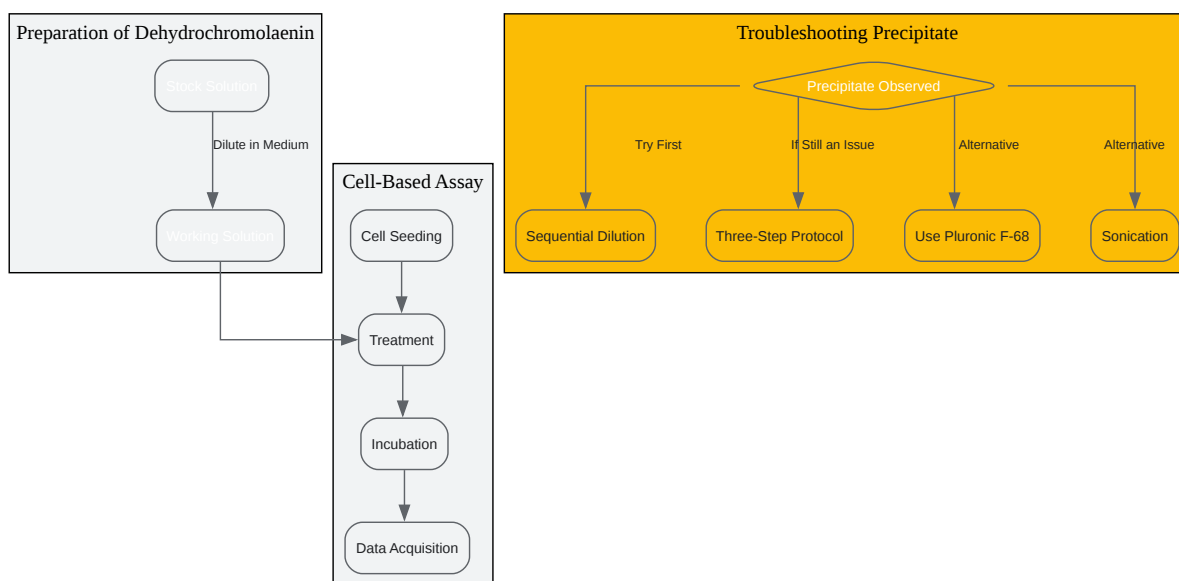 Preparation of Dehydrochromolaenin
Stock Solution
Dilute in Medium
Working Solution
Cell-Based Assay
Cell Seeding
Treatment
Incubation
Data Acquisition
Troubleshooting Precipitate
Precipitate Observed
Try First
If Still an Issue
Alternative
Alternative
Sequential Dilution
Three-Step Protocol
Use Pluronic F-68
Sonication